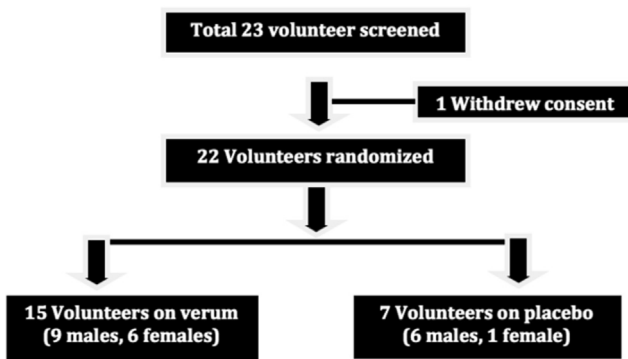 Total 23 volunteer screened
1 Withdrew consent
22 Volunteers randomized
15 Volunteers on verum
(9 males, 6 females)
7 Volunteers on placebo
(6 males, 1 female)